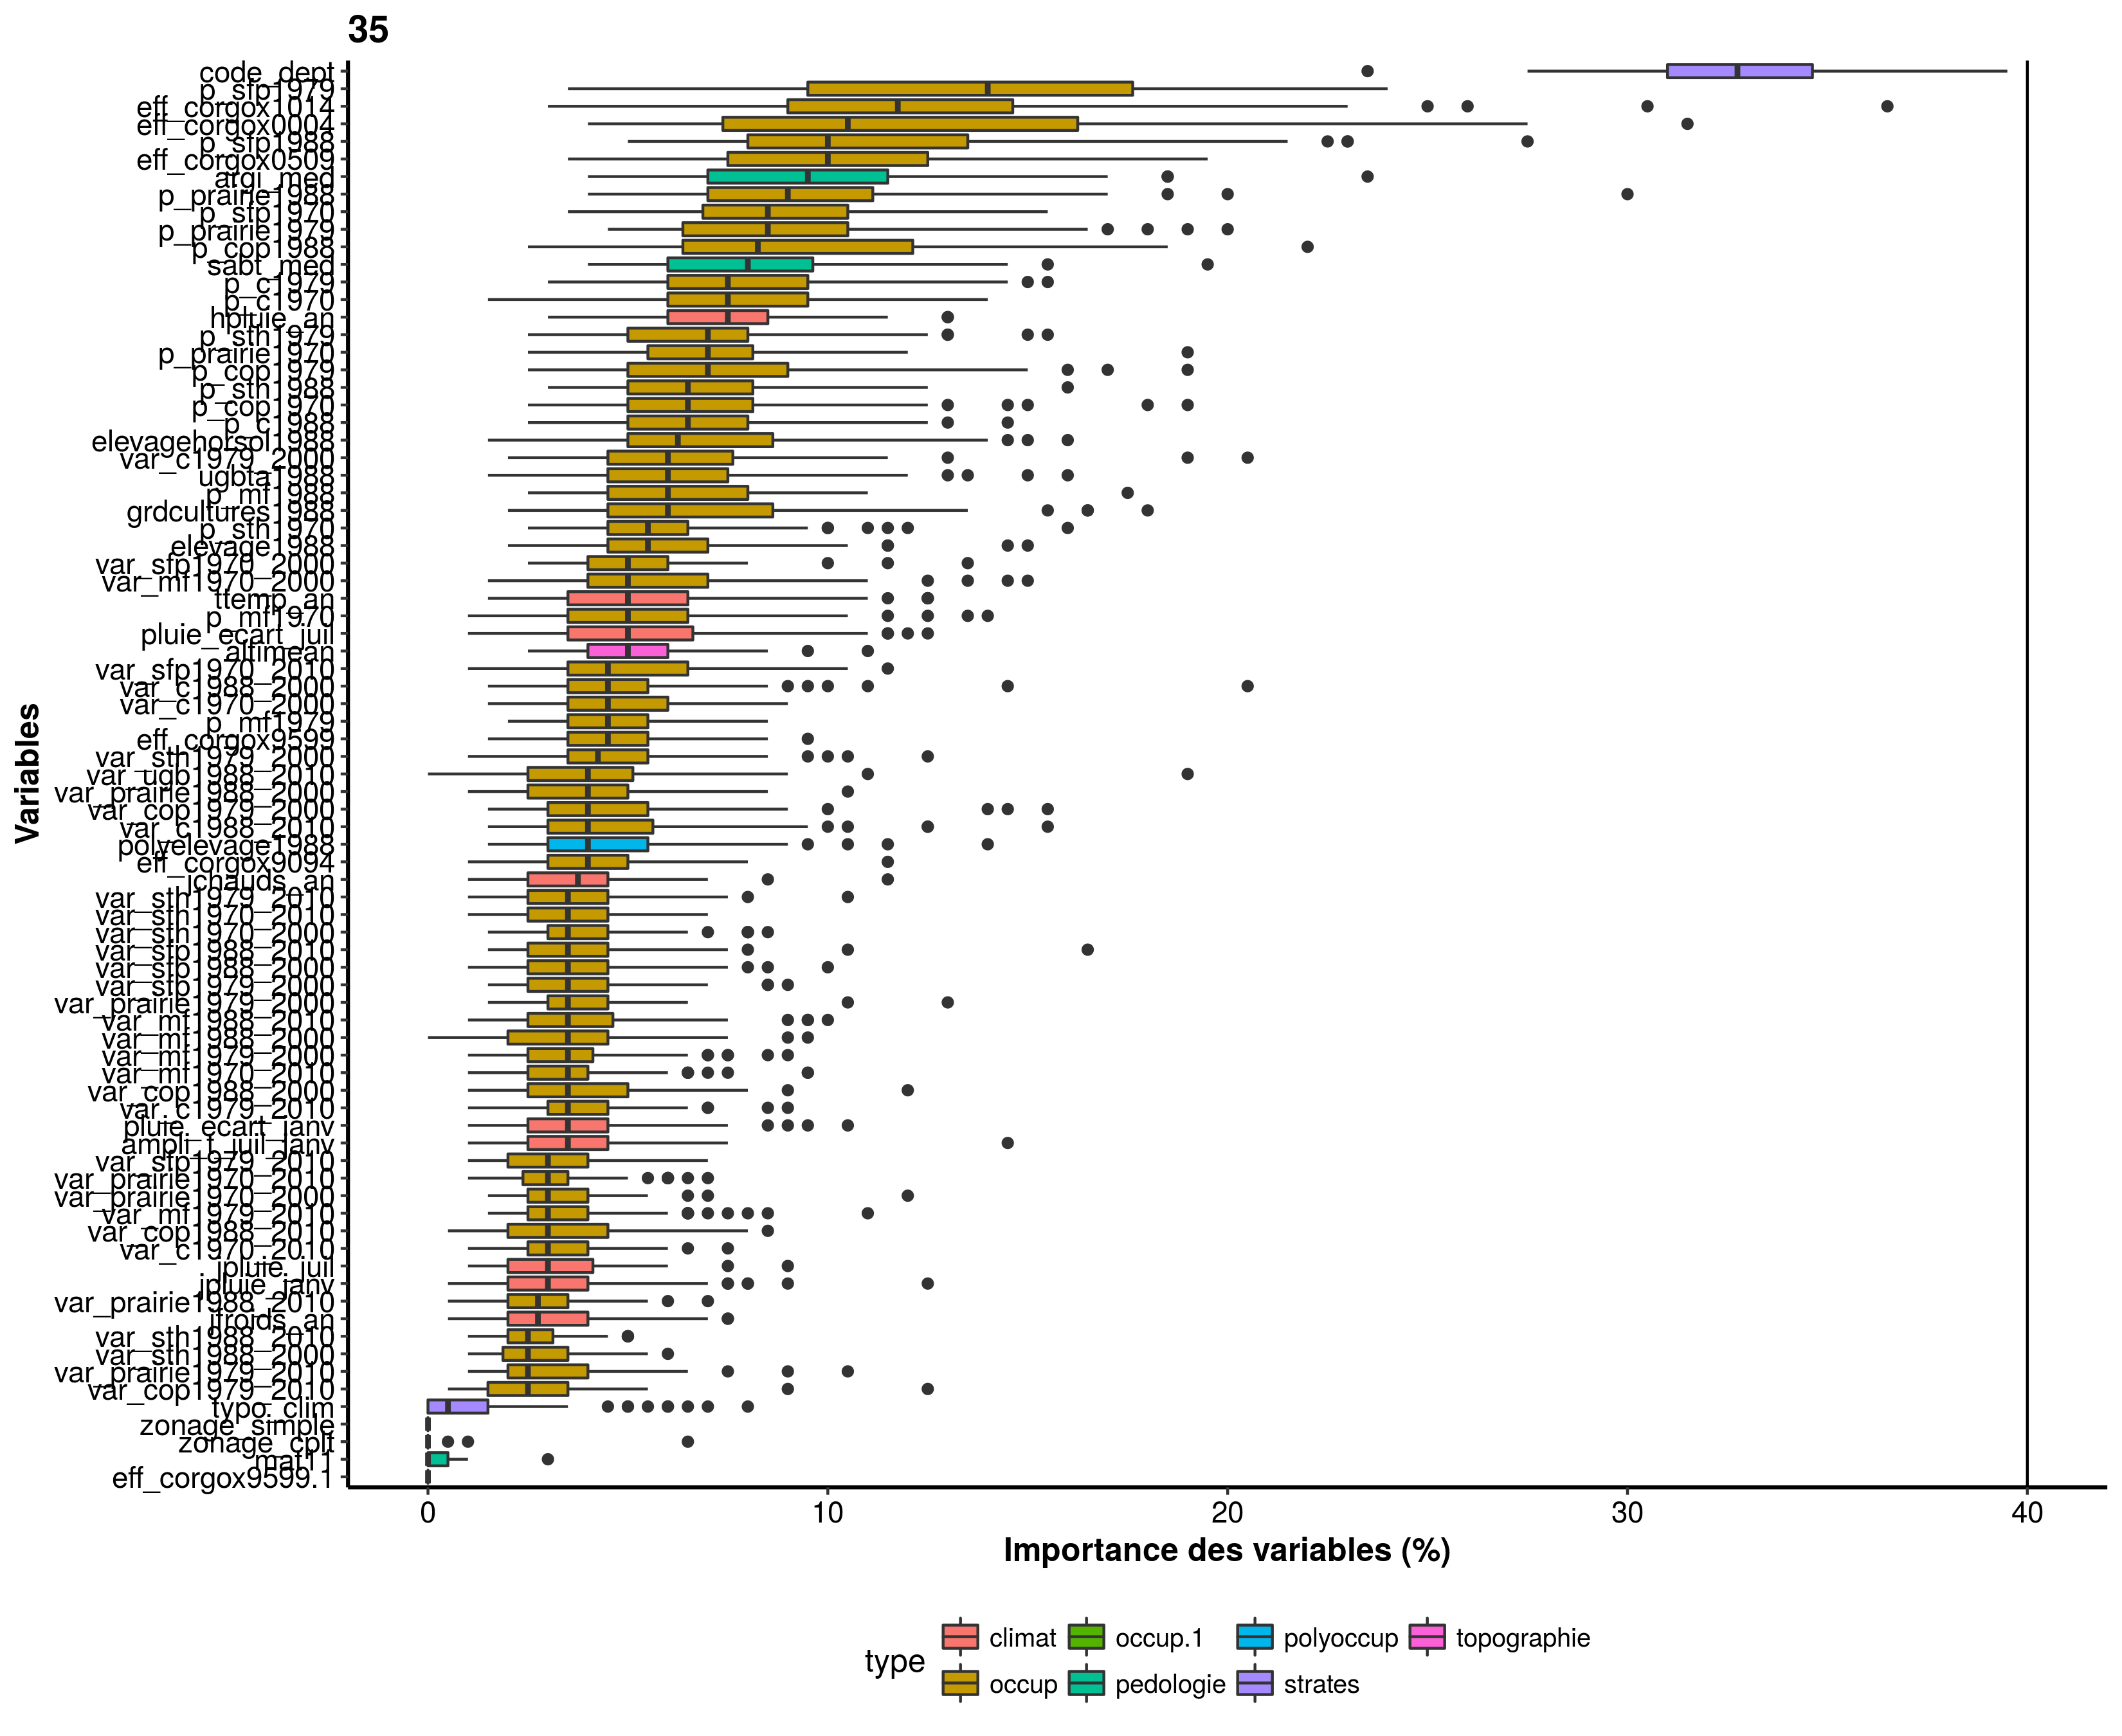 35
code_dept
p_sfp1979
eff_corgox1014
eff_corgox0004
p_sfp1988
eff_corgox0509
argi_med
p_prairie1988
p_sfp1970
p_prairie1979
p_cop1988
sabt_med
p_c1979
p_c1970
hpluie_an
p_sth1979
p_prairie1970
p_cop1979
p_sth1988
p_cop1970
p_c1988
elevagehorsol1988
var_c1979_2000
ugbta1988
p_mf1988
grdcultures1988
p_sth1970
elevage1988
var_sfp1970_2000
var_mf1970_2000
ttemp_an
p_mf1970
pluie_ecart_juil
altimean
var_sfp1970_2010
var_c1988_2000
var_c1970_2000
p_mf1979
eff_corgox9599
var_sth1979_2000
var_ugb1988_2010
var_prairie1988_2000
var_cop1979_2000
var_c1988_2010
polyelevage1988
eff_corgox9094
jchauds_an
var_sth1979_2010
var_sth1970_2010
var_sth1970_2000
var_sfp1988_2010
var_sfp1988_2000
var_sfp1979_2000
var_prairie1979_2000
var_mf1988_2010
var_mf1988_2000
var_mf1979_2000
var_mf1970_2010
var_cop1988_2000
var_c1979_2010
pluie_ecart_janv
ampli_t_juil_janv
var_sfp1979_2010
var_prairie1970_2010
var_prairie1970_2000
var_mf1979_2010
var_cop1988_2010
var_c1970_2010
jpluie_juil
jpluie_janv
var_prairie1988_2010
jfroids_an
var_sth1988_2010
var_sth1988_2000
var_prairie1979_2010
var_cop1979_2010
typo_clim
zonage_simple
zonage_cplt
mat11
eff_corgox9599.1
Variables
0 10 20 30 40
Importance des variables (%)
type
climat occup.1 polyoccup topographie
occup pedologie strates